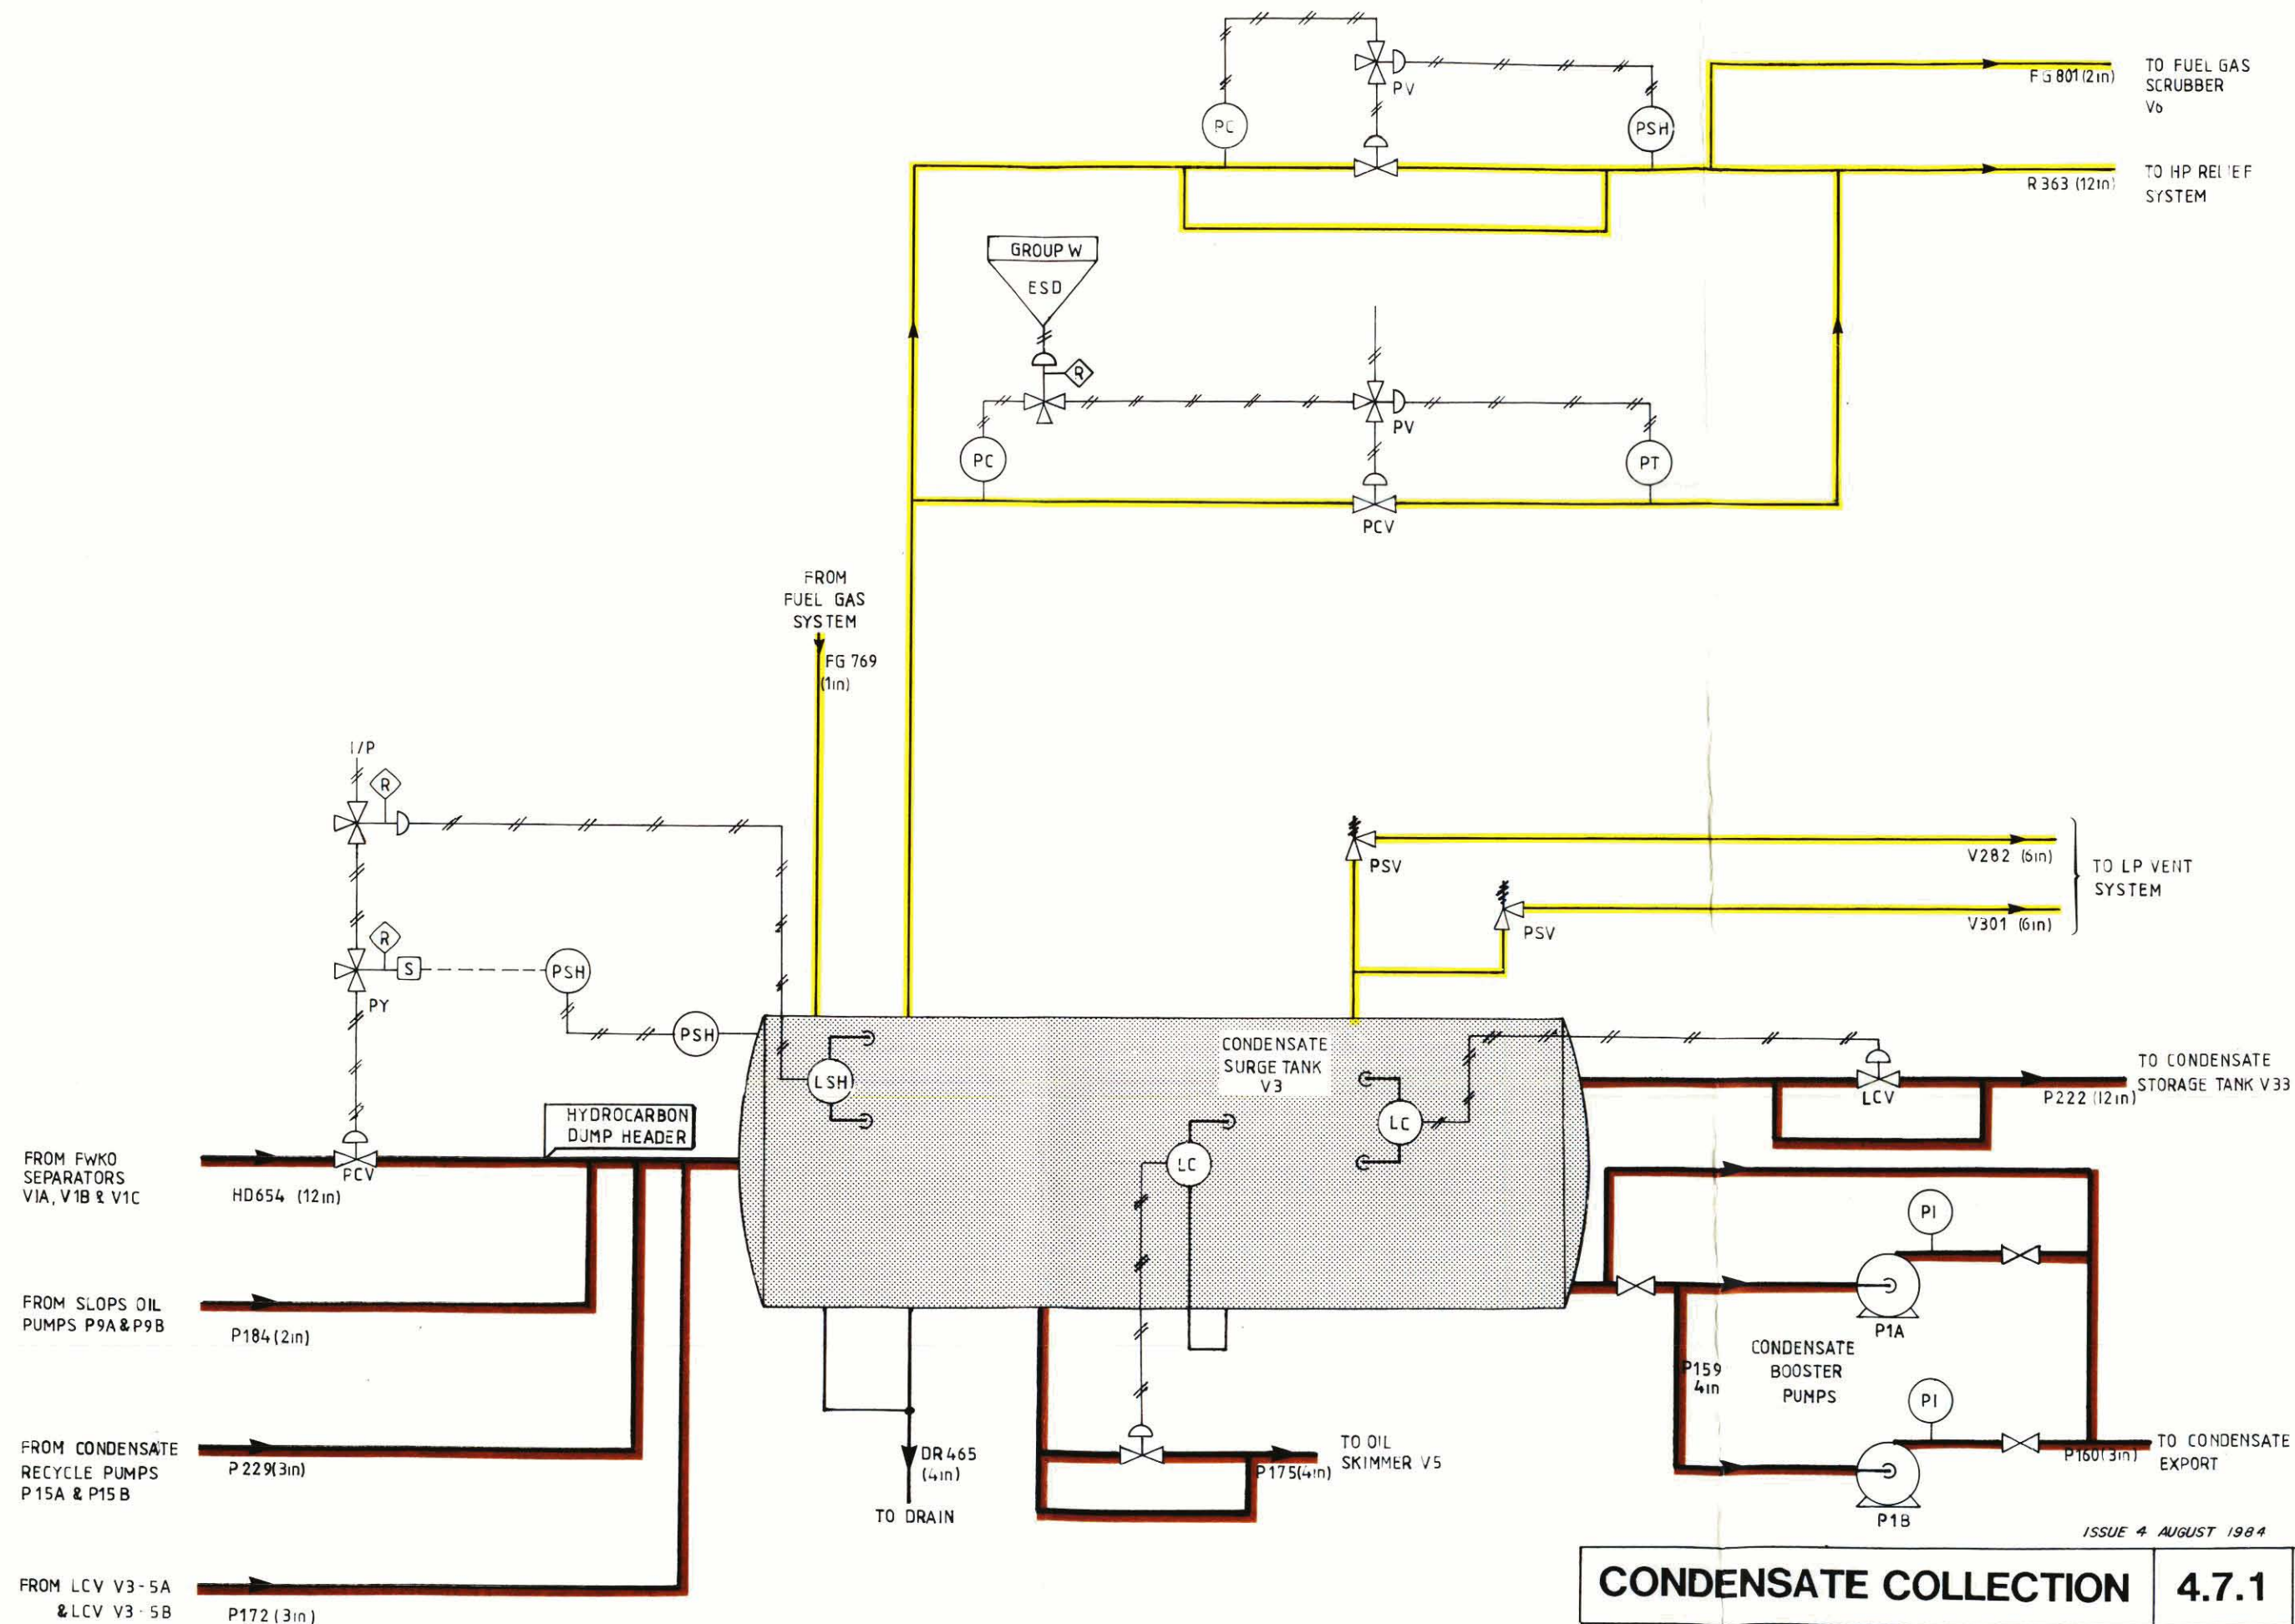 PV
PC
PSH
FG 801 (2in)
TO FUEL GAS
SCRUBBER
V6
R 363 (12in)
TO HP RELIEF
SYSTEM
GROUP W
ESD
R
PV
PC
PT
PCV
FROM
FUEL GAS
SYSTEM
FG 769
(1in)
I/P
R
R
S
PSH
PY
PSH
PSV
V282 (6in)
PSV
V301 (6in)
TO LP VENT
SYSTEM
CONDENSATE
SURGE TANK
V3
LSH
LC
LC
LCV
P222 (12in)
TO CONDENSATE
STORAGE TANK V33
HYDROCARBON
DUMP HEADER
FROM FWKO
SEPARATORS
V1A, V1B & V1C
HD654 (12in)
FCV
FROM SLOPS OIL
PUMPS P9A & P9B
P184 (2in)
FROM CONDENSATE
RECYCLE PUMPS
P15A & P15B
P229 (3in)
FROM LCV V3-5A
& LCV V3-5B
P172 (3in)
DR465
(4in)
TO DRAIN
P175 (4in)
TO OIL
SKIMMER V5
PI
P1A
P159
4in
CONDENSATE
BOOSTER
PUMPS
PI
P1B
P160 (3in)
TO CONDENSATE
EXPORT
ISSUE 4 AUGUST 1984
CONDENSATE COLLECTION
4.7.1